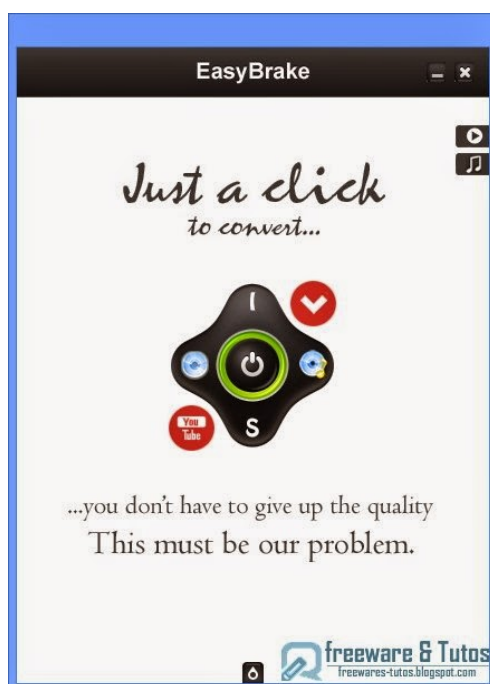 EasyBrake
Just a click
to convert...
I
You
Tube
S
...you don't have to give up the quality
This must be our problem.
freeware & Tutos
freewares-tutos.blogspot.com